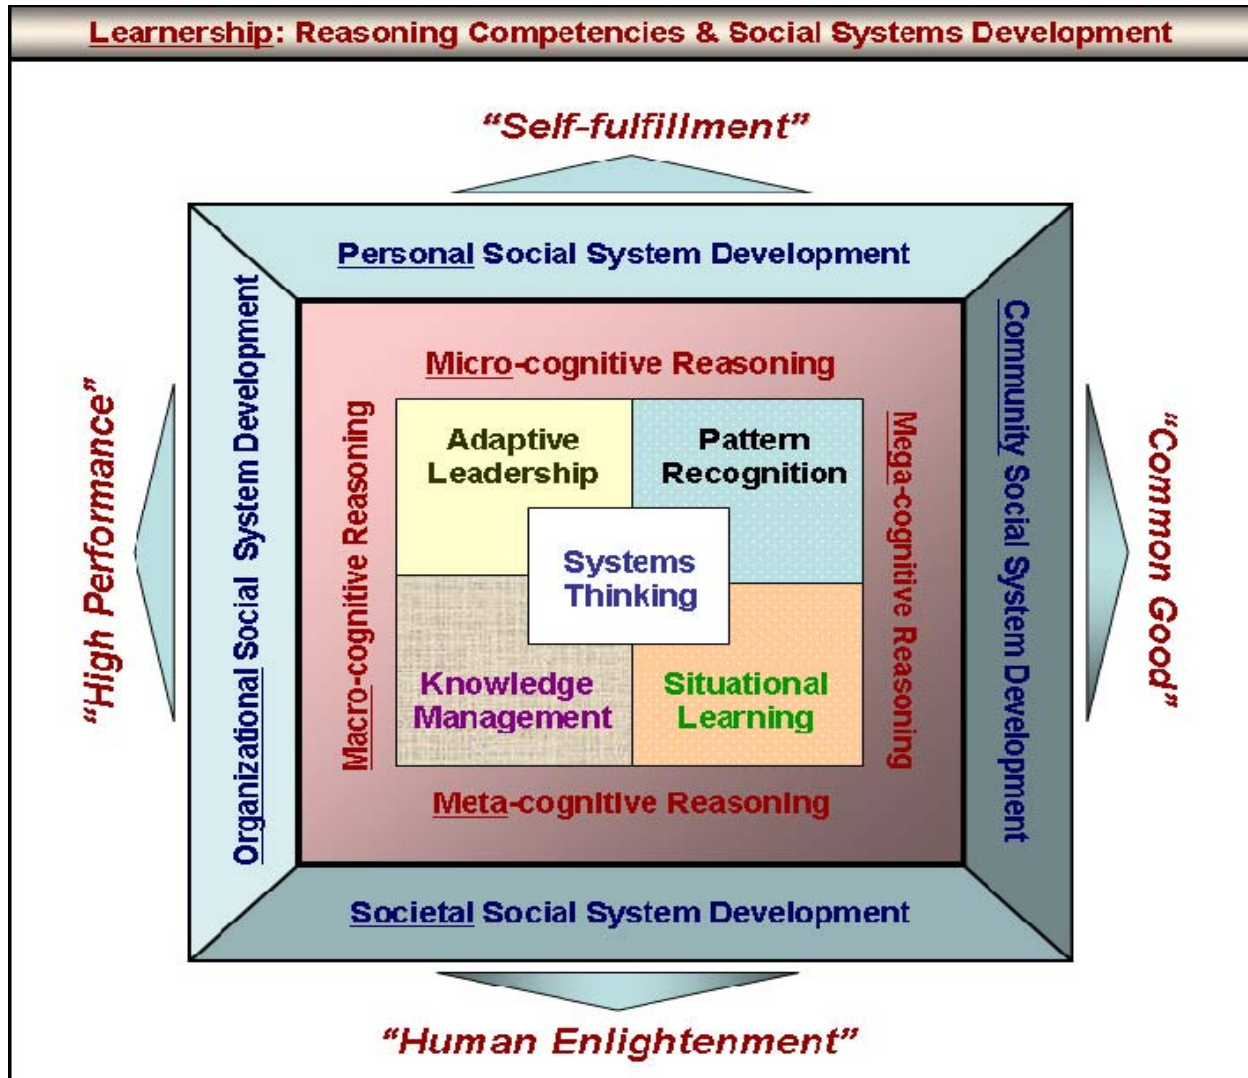 Learnership: Reasoning Competencies & Social Systems Development
“Self-fulfillment”
Personal Social System Development
Micro-cognitive Reasoning
“High Performance”
Organizational Social System Development
Macro-cognitive Reasoning
Adaptive
Leadership
Pattern
Recognition
Systems
Thinking
Knowledge
Management
Situational
Learning
Mega-cognitive Reasoning
Community Social System Development
“Common Good”
Meta-cognitive Reasoning
Societal Social System Development
“Human Enlightenment”